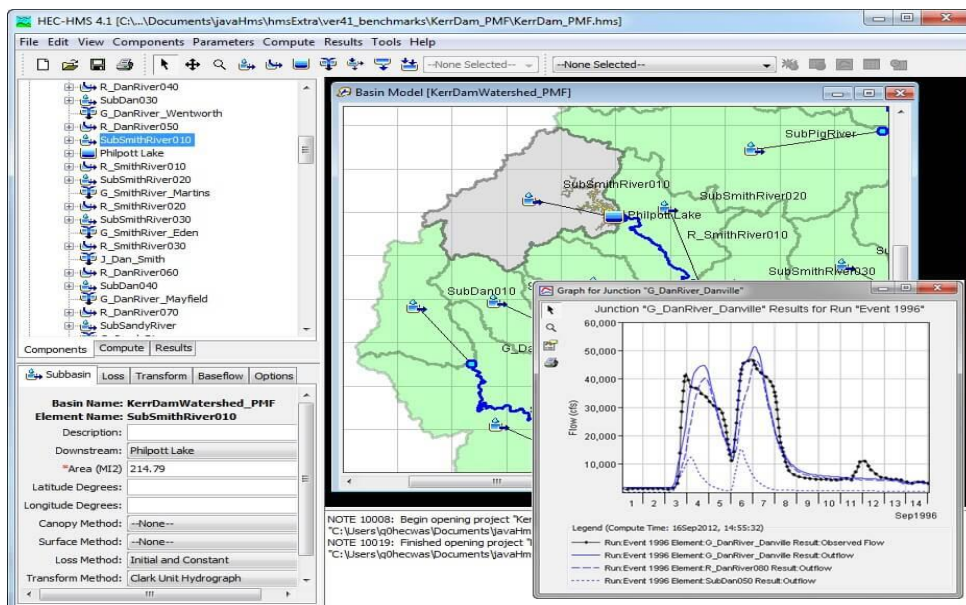 HEC-HMS 4.1 [C:\...\Documents\javaHms\hmsExtra\ver41_benchmarks\KerrDam_PMF\KerrDam_PMF.hms]
File Edit View Components Parameters Compute Results Tools Help
--None Selected-- --None Selected--
R_DanRiver040
SubDan030
G_DanRiver_Wentworth
R_DanRiver050
SubSmithRiver010
Philpott Lake
R_SmithRiver010
SubSmithRiver020
G_SmithRiver_Martins
R_SmithRiver020
SubSmithRiver030
G_SmithRiver_Eden
R_SmithRiver030
J_Dan_Smith
R_DanRiver060
SubDan040
G_DanRiver_Mayfield
R_DanRiver070
SubSandyRiver
Components Compute Results
Subbasin Loss Transform Baseflow Options
Basin Name: KerrDamWatershed_PMF
Element Name: SubSmithRiver010
Description:
Downstream: Philpott Lake
*Area (MI2) 214.79
Latitude Degrees:
Longitude Degrees:
Canopy Method: --None--
Surface Method: --None--
Loss Method: Initial and Constant
Transform Method: Clark Unit Hydrograph
Basin Model [KerrDamWatershed_PMF]
SubPigRiver
SubSmithRiver010
SubSmithRiver020
Philpott Lake
R_SmithRiver010
SubSmithRiver030
SubDan010
G_Da
NOTE 10008: Begin opening project "Ker
"C:\Users\q0hecwas\Documents\javaHm
NOTE 10019: Finished opening project "
"C:\Users\q0hecwas\Documents\javaHm
Graph for Junction "G_DanRiver_Danville"
Junction "G_DanRiver_Danville" Results for Run "Event 1996"
60,000
50,000
40,000
30,000
20,000
10,000
Flow (cfs)
1 2 3 4 5 6 7 8 9 10 11 12 13 14
Sep1996
Legend (Compute Time: 16Sep2012, 14:55:32)
Run:Event 1996 Element:G_DanRiver_Danville Result:Observed Flow
Run:Event 1996 Element:G_DanRiver_Danville Result:Outflow
Run:Event 1996 Element:R_DanRiver080 Result:Outflow
Run:Event 1996 Element:SubDan050 Result:Outflow